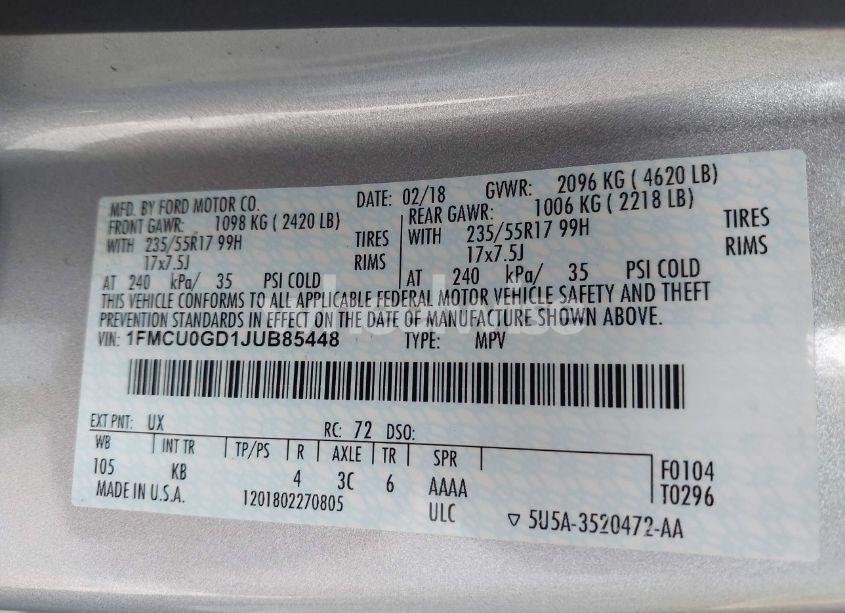 MFD. BY FORD MOTOR CO. DATE: 02/18 GVWR: 2096 KG ( 4620 LB)
FRONT GAWR: 1098 KG ( 2420 LB) REAR GAWR: 1006 KG ( 2218 LB)
WITH 235/55R17 99H TIRES WITH 235/55R17 99H TIRES
17x7.5J RIMS 17x7.5J RIMS
AT 240 kPa/ 35 PSI COLD AT 240 kPa/ 35 PSI COLD
THIS VEHICLE CONFORMS TO ALL APPLICABLE FEDERAL MOTOR VEHICLE SAFETY AND THEFT
PREVENTION STANDARDS IN EFFECT ON THE DATE OF MANUFACTURE SHOWN ABOVE.
VIN: 1FMCU0GD1JUB85448 TYPE: MPV
EXT PNT: UX RC: 72 DSO:
WB INT TR TP/PS R AXLE TR SPR
105 KB 4 3C 6 AAAA F0104
MADE IN U.S.A. 1201802270805 ULC T0296
5U5A-3520472-AA